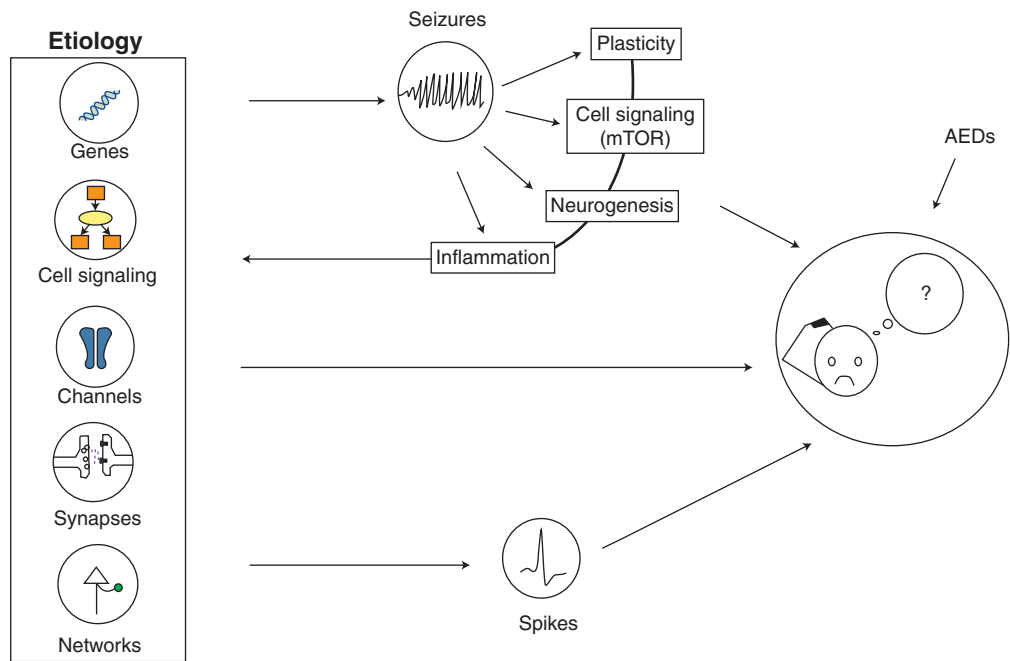 Etiology
Genes
Cell signaling
Channels
Synapses
Networks
Seizures
Plasticity
Cell signaling
(mTOR)
Neurogenesis
Inflammation
AEDs
?
Spikes